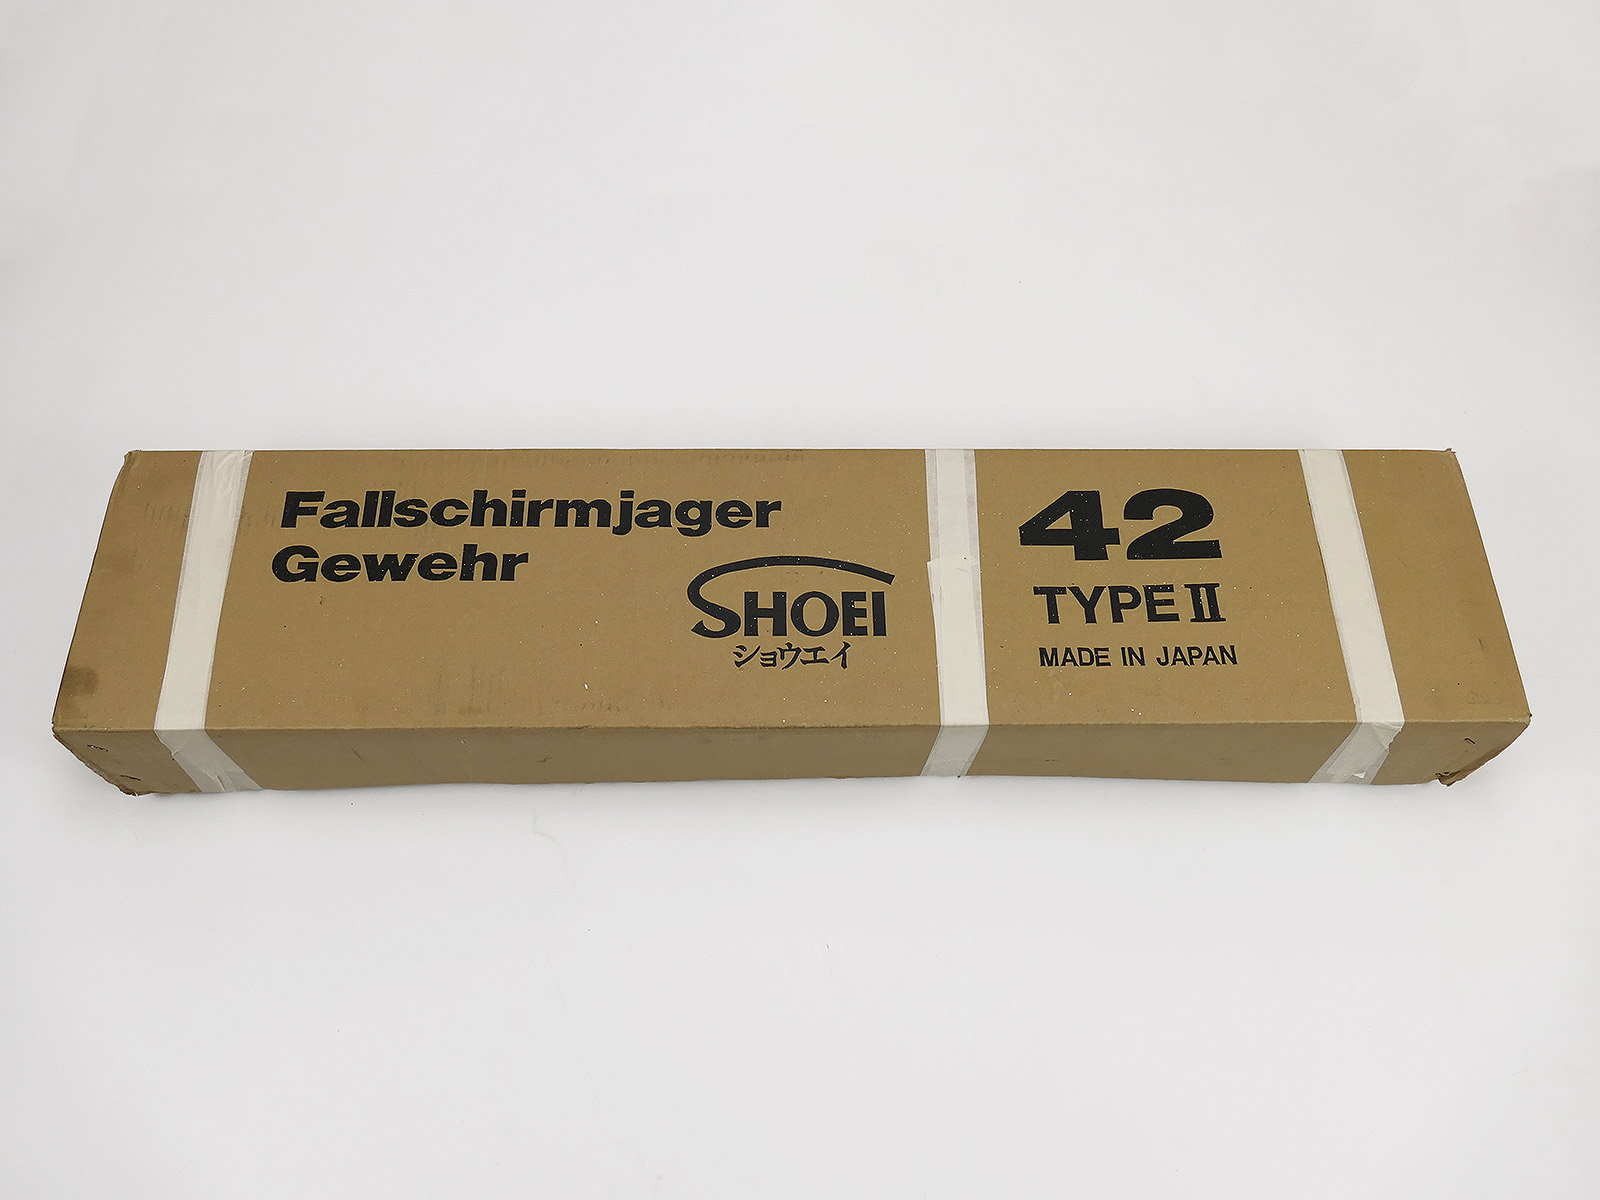 Fallschirmjager
Gewehr
SHOEI
ショウエイ
42
TYPE II
MADE IN JAPAN